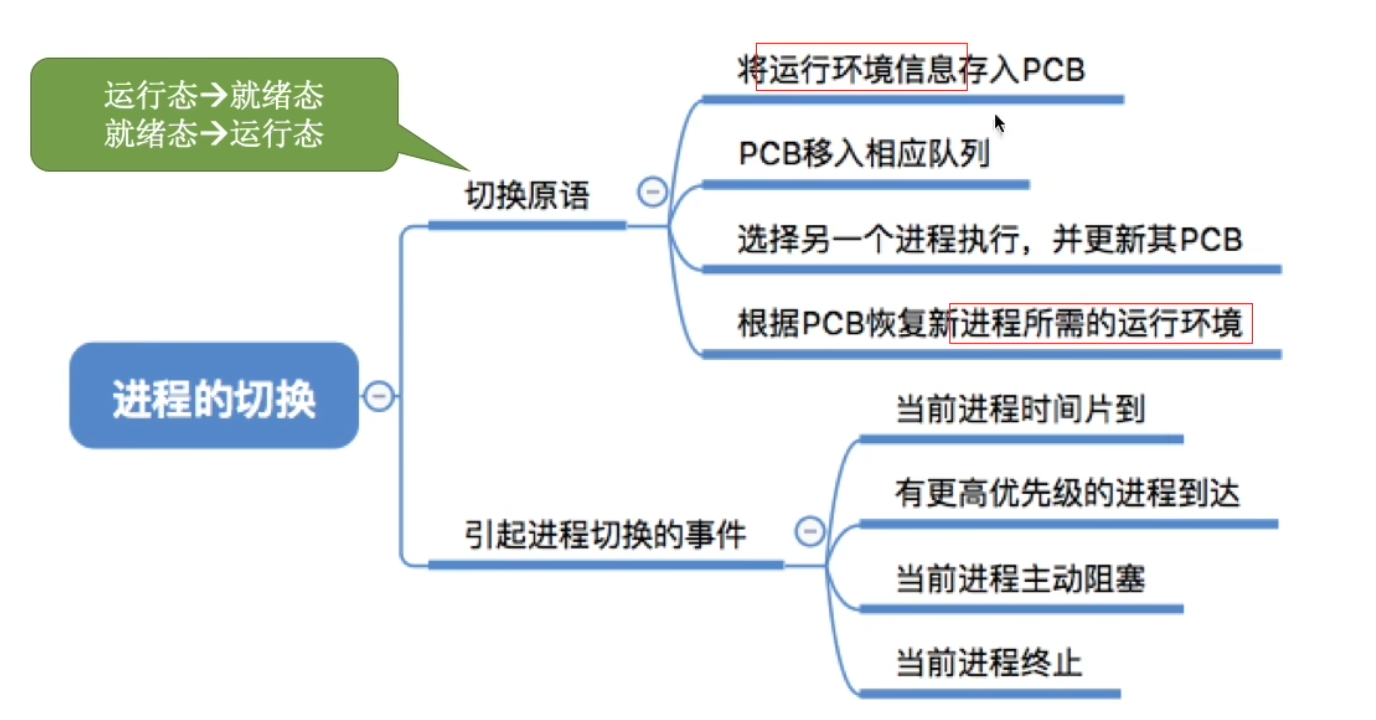 运行态→就绪态
就绪态→运行态
将运行环境信息存入PCB
PCB移入相应队列
切换原语
选择另一个进程执行，并更新其PCB
根据PCB恢复新进程所需的运行环境
进程的切换
当前进程时间片到
有更高优先级的进程到达
引起进程切换的事件
当前进程主动阻塞
当前进程终止